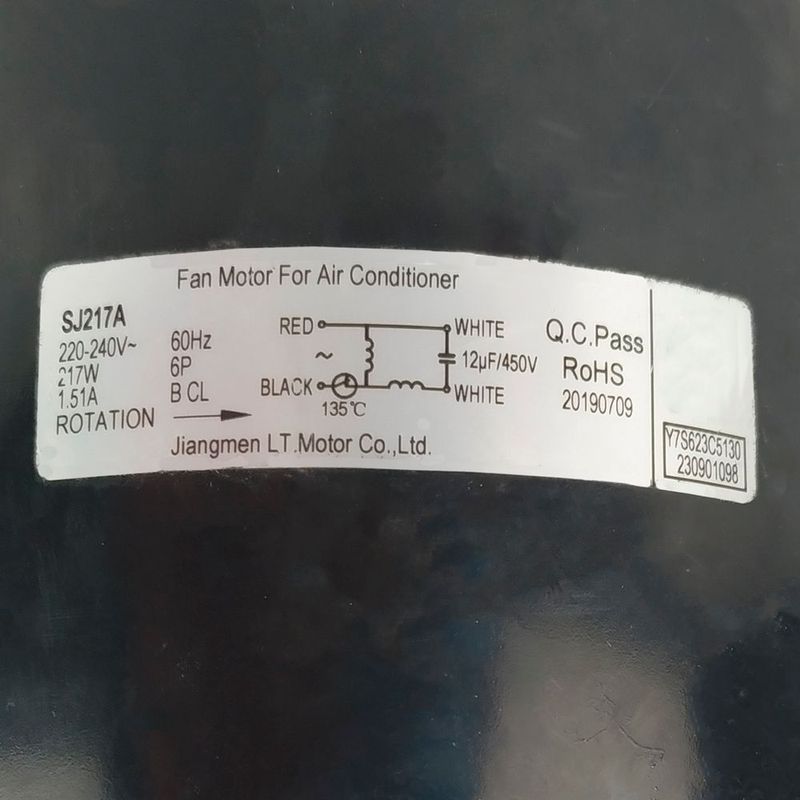 Fan Motor For Air Conditioner
SJ217A
220-240V~ 60Hz
217W 6P
1.51A B CL
ROTATION
RED WHITE
~ 12µF/450V
BLACK WHITE
135℃
Jiangmen LT.Motor Co.,Ltd.
Q.C.Pass
RoHS
20190709
Y7S623C5130
230901098